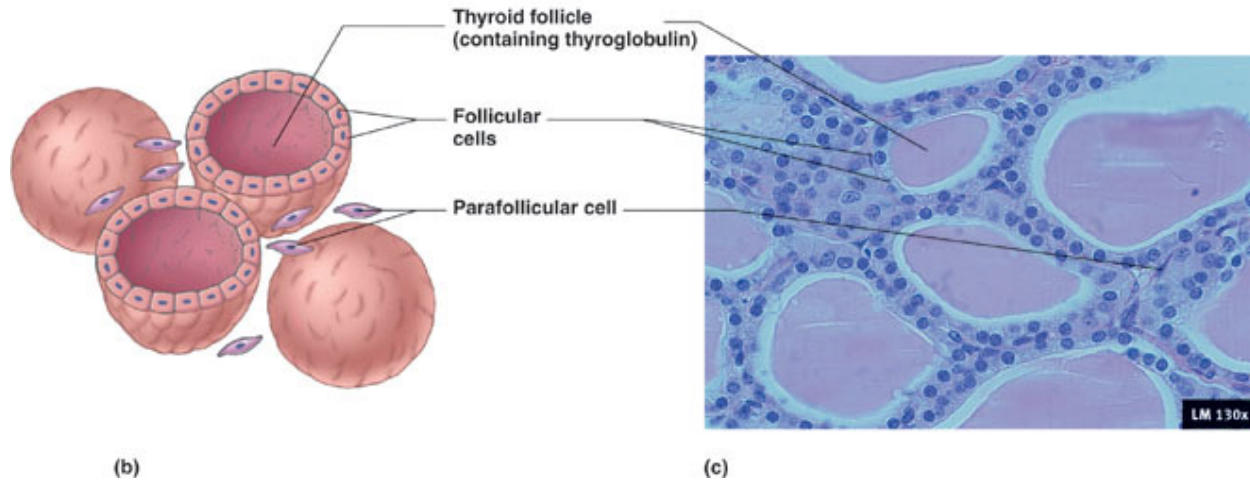 Thyroid follicle
(containing thyroglobulin)
Follicular
cells
Parafollicular cell
LM 130x
(b)
(c)